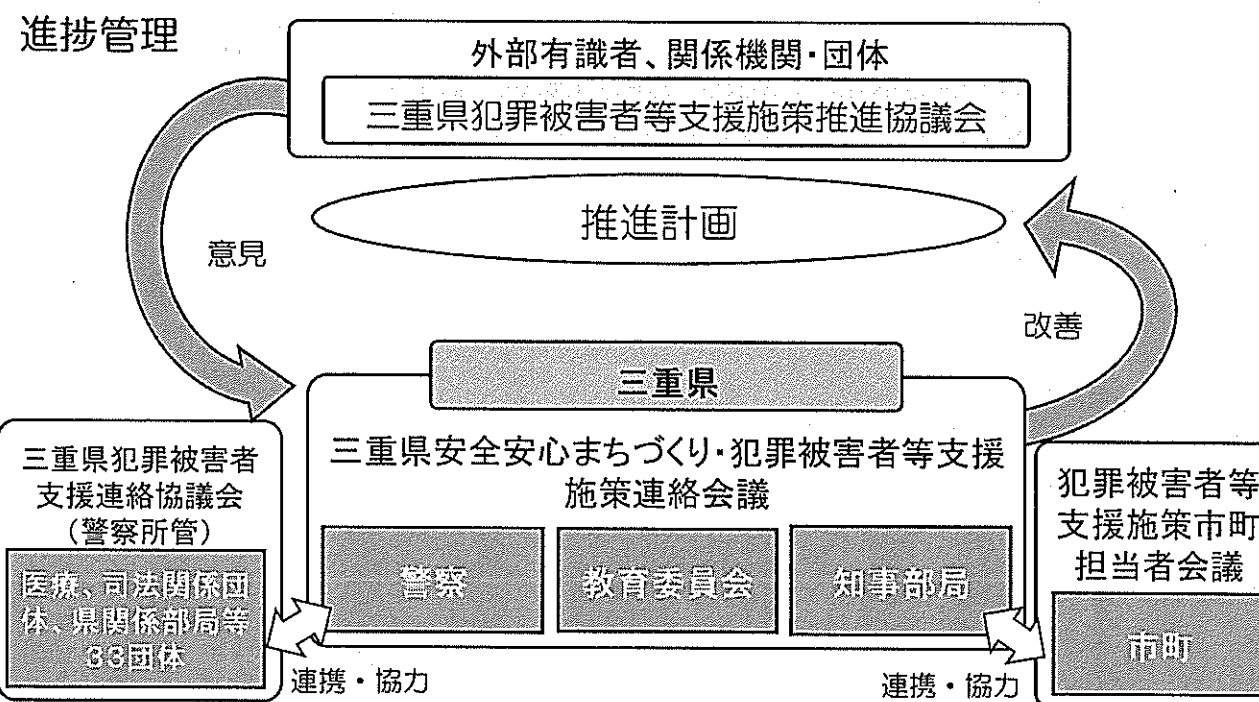 進捗管理
外部有識者、関係機関・団体
三重県犯罪被害者等支援施策推進協議会
推進計画
意見
改善
三重県
三重県安全安心まちづくり・犯罪被害者等支援
施策連絡会議
警察
教育委員会
知事部局
三重県犯罪被害者
支援連絡協議会
(警察所管)
医療、司法関係団
体、県関係部局等
33団体
連携・協力
犯罪被害者等
支援施策市町
担当者会議
市町
連携・協力